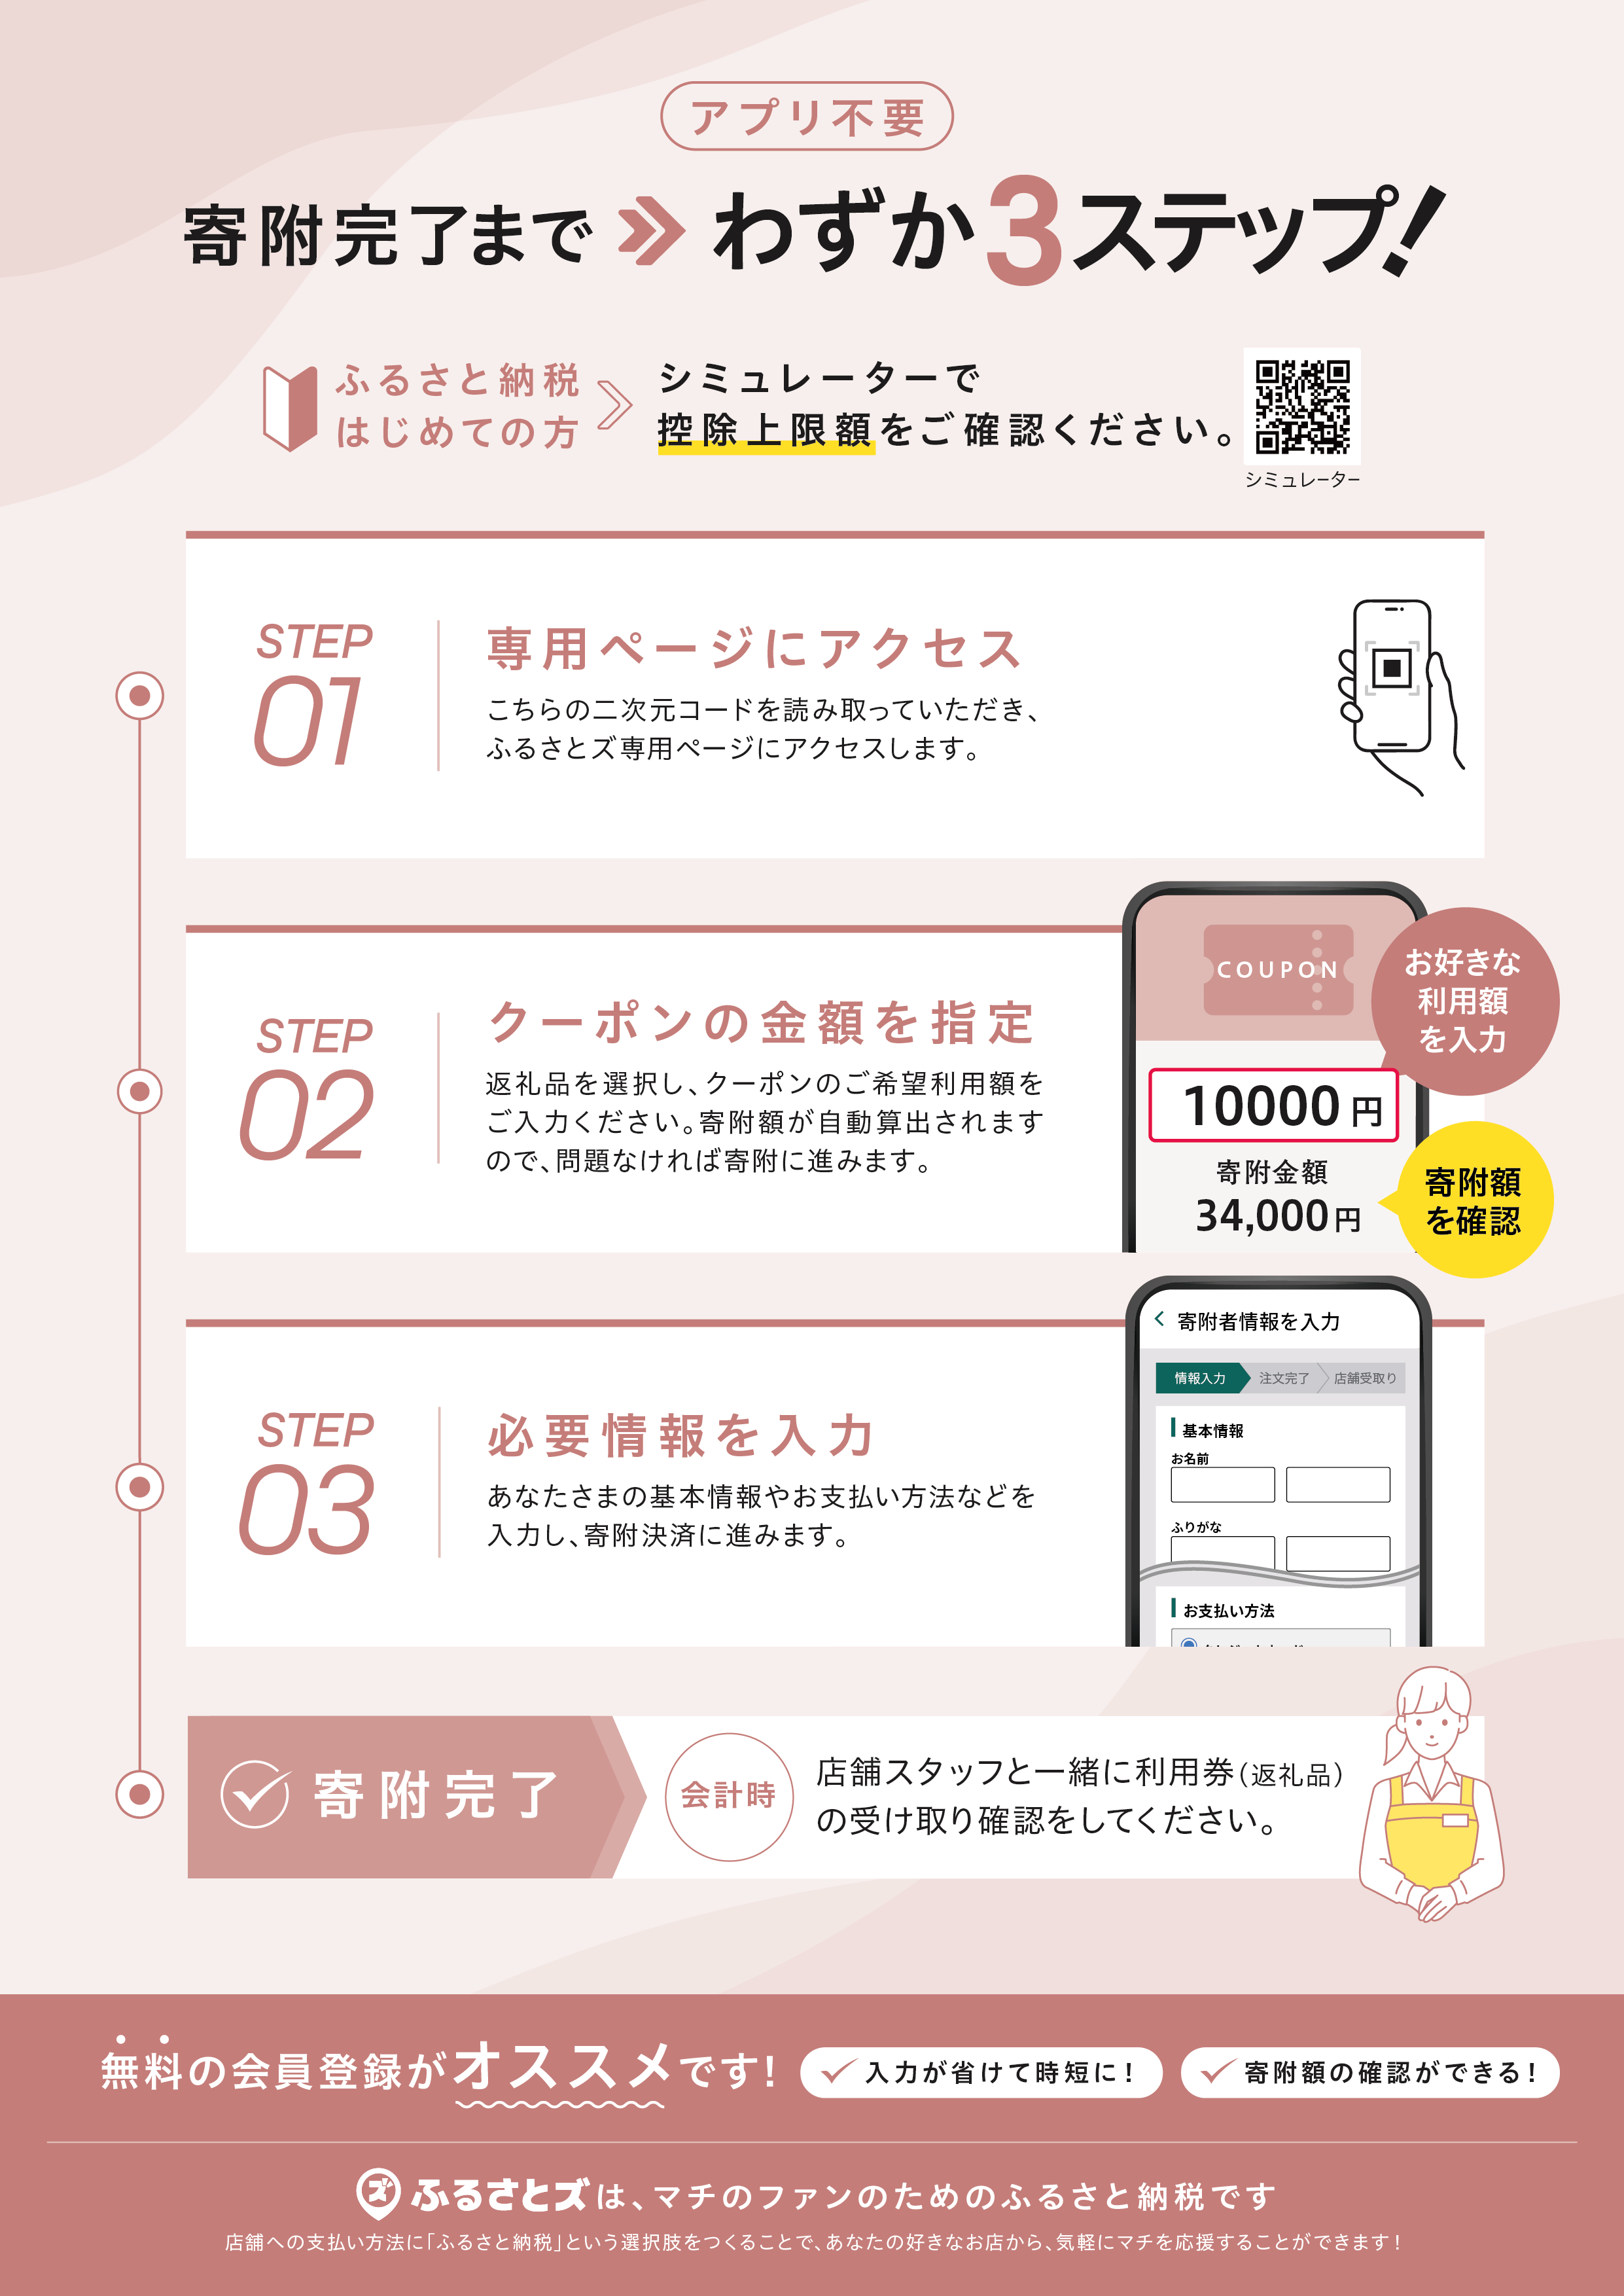 アプリ不要
寄附完了まで わずか3ステップ!
ふるさと納税
はじめての方
シミュレーターで
控除上限額をご確認ください。
シミュレーター
STEP
01
専用ページにアクセス
こちらの二次元コードを読み取っていただき、
ふるさとズ専用ページにアクセスします。
STEP
02
クーポンの金額を指定
返礼品を選択し、クーポンのご希望利用額を
ご入力ください。寄附額が自動算出されます
ので、問題なければ寄附に進みます。
COUPON
10000 円
寄附金額
34,000 円
お好きな
利用額
を入力
寄附額
を確認
STEP
03
必要情報を入力
あなたさまの基本情報やお支払い方法などを
入力し、寄附決済に進みます。
寄附者情報を入力
情報入力 注文完了 店舗受取り
基本情報
お名前
ふりがな
お支払い方法
寄附完了
会計時
店舗スタッフと一緒に利用券(返礼品)
の受け取り確認をしてください。
無料の会員登録がオススメです!
入力が省けて時短に!
寄附額の確認ができる!
ふるさとズは、マチのファンのためのふるさと納税です
店舗への支払い方法に「ふるさと納税」という選択肢をつくることで、あなたの好きなお店から、気軽にマチを応援することができます!